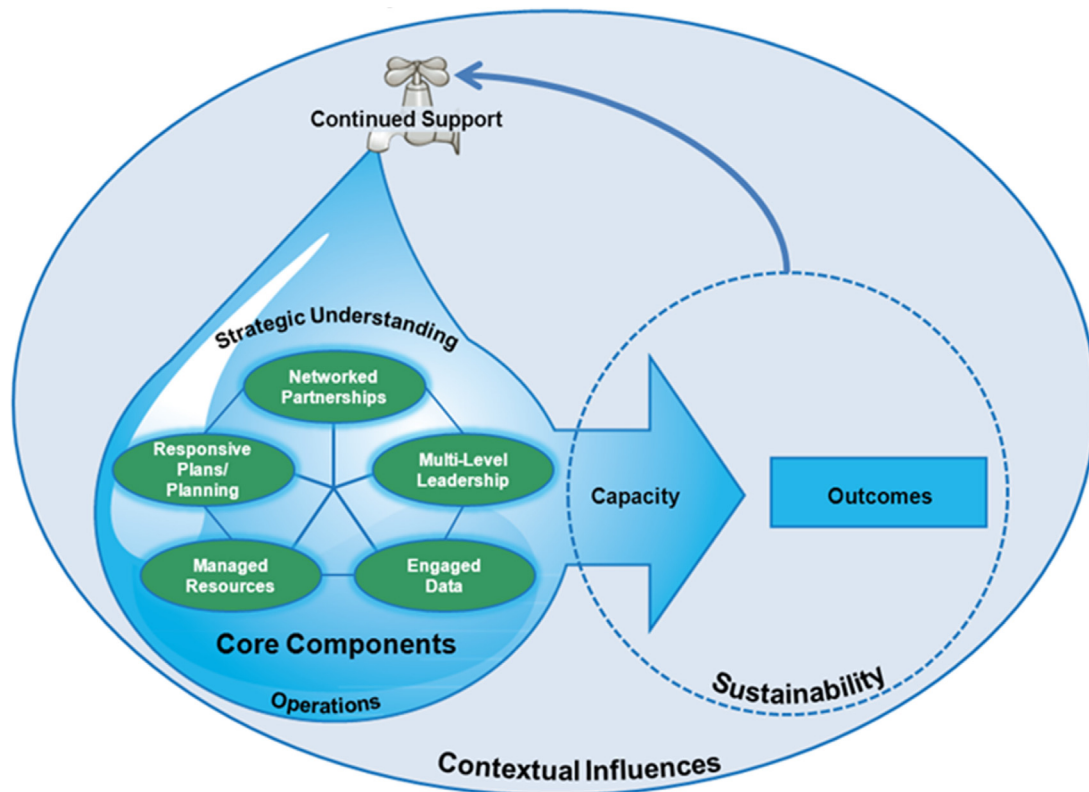 Continued Support
Strategic Understanding
Networked
Partnerships
Responsive
Plans/
Planning
Multi-Level
Leadership
Managed
Resources
Engaged
Data
Core Components
Operations
Capacity
Outcomes
Sustainability
Contextual Influences